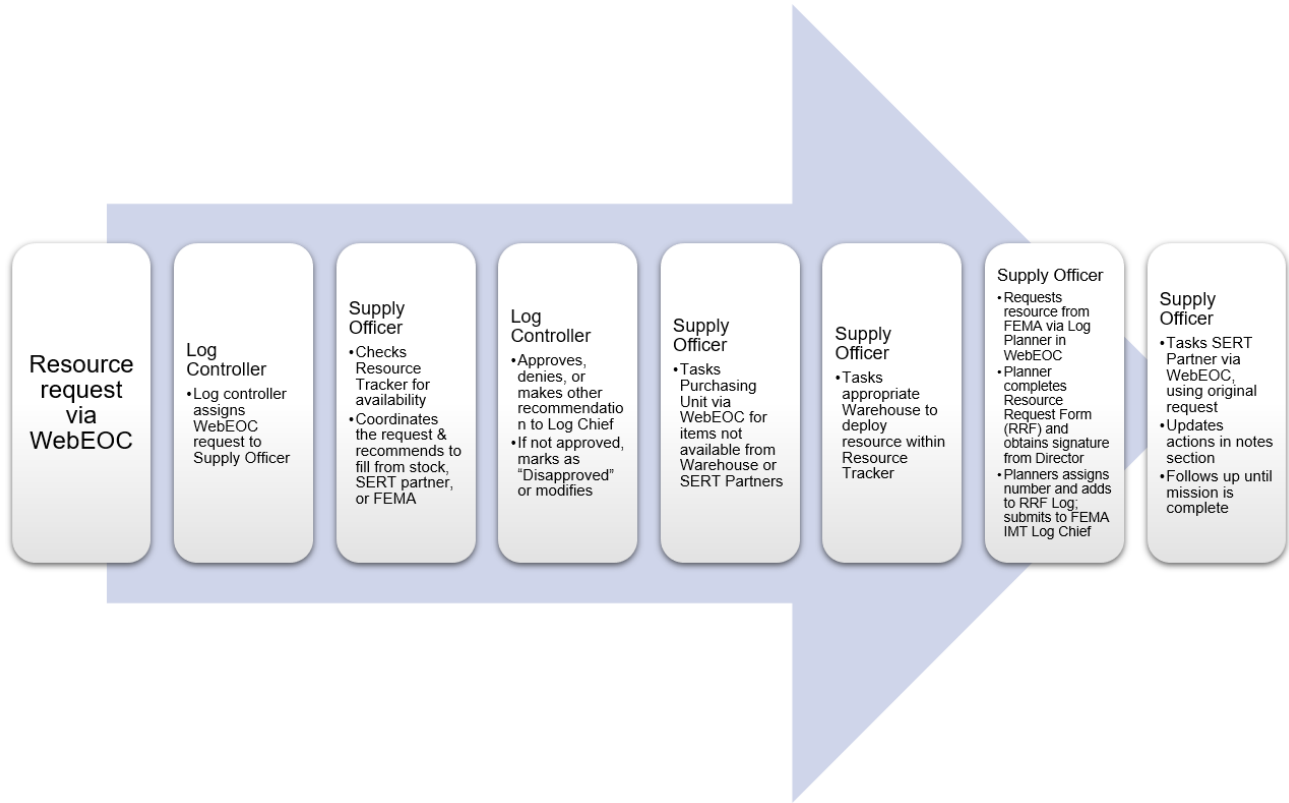 Resource
request
via
WebEOC
Log
Controller
•Log controller
assigns
WebEOC
request to
Supply Officer
Supply
Officer
•Checks
Resource
Tracker for
availability
•Coordinates
the request &
recommends to
fill from stock,
SERT partner,
or FEMA
Log
Controller
•Approves,
denies, or
makes other
recommendatio
n to Log Chief
•If not approved,
marks as
“Disapproved”
or modifies
Supply
Officer
•Tasks
Purchasing
Unit via
WebEOC for
items not
available from
Warehouse or
SERT Partners
Supply
Officer
•Tasks
appropriate
Warehouse to
deploy
resource within
Resource
Tracker
Supply Officer
•Requests
resource from
FEMA via Log
Planner in
WebEOC
•Planner
completes
Resource
Request Form
(RRF) and
obtains signature
from Director
•Planners assigns
number and adds
to RRF Log;
submits to FEMA
IMT Log Chief
Supply
Officer
•Tasks SERT
Partner via
WebEOC,
using original
request
•Updates
actions in notes
section
•Follows up until
mission is
complete